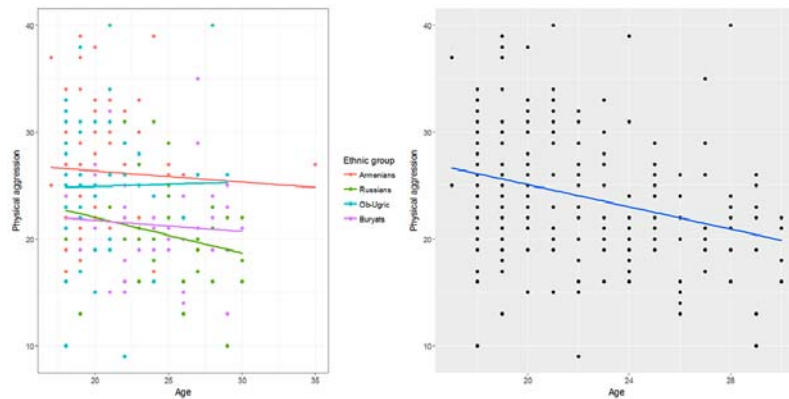 40
30
20
10
Physical aggression
20
25
30
35
Age
Ethnic group
Armenians
Russians
Ob-Ugric
Buryats
40
30
20
10
Physical aggression
20
24
28
Age